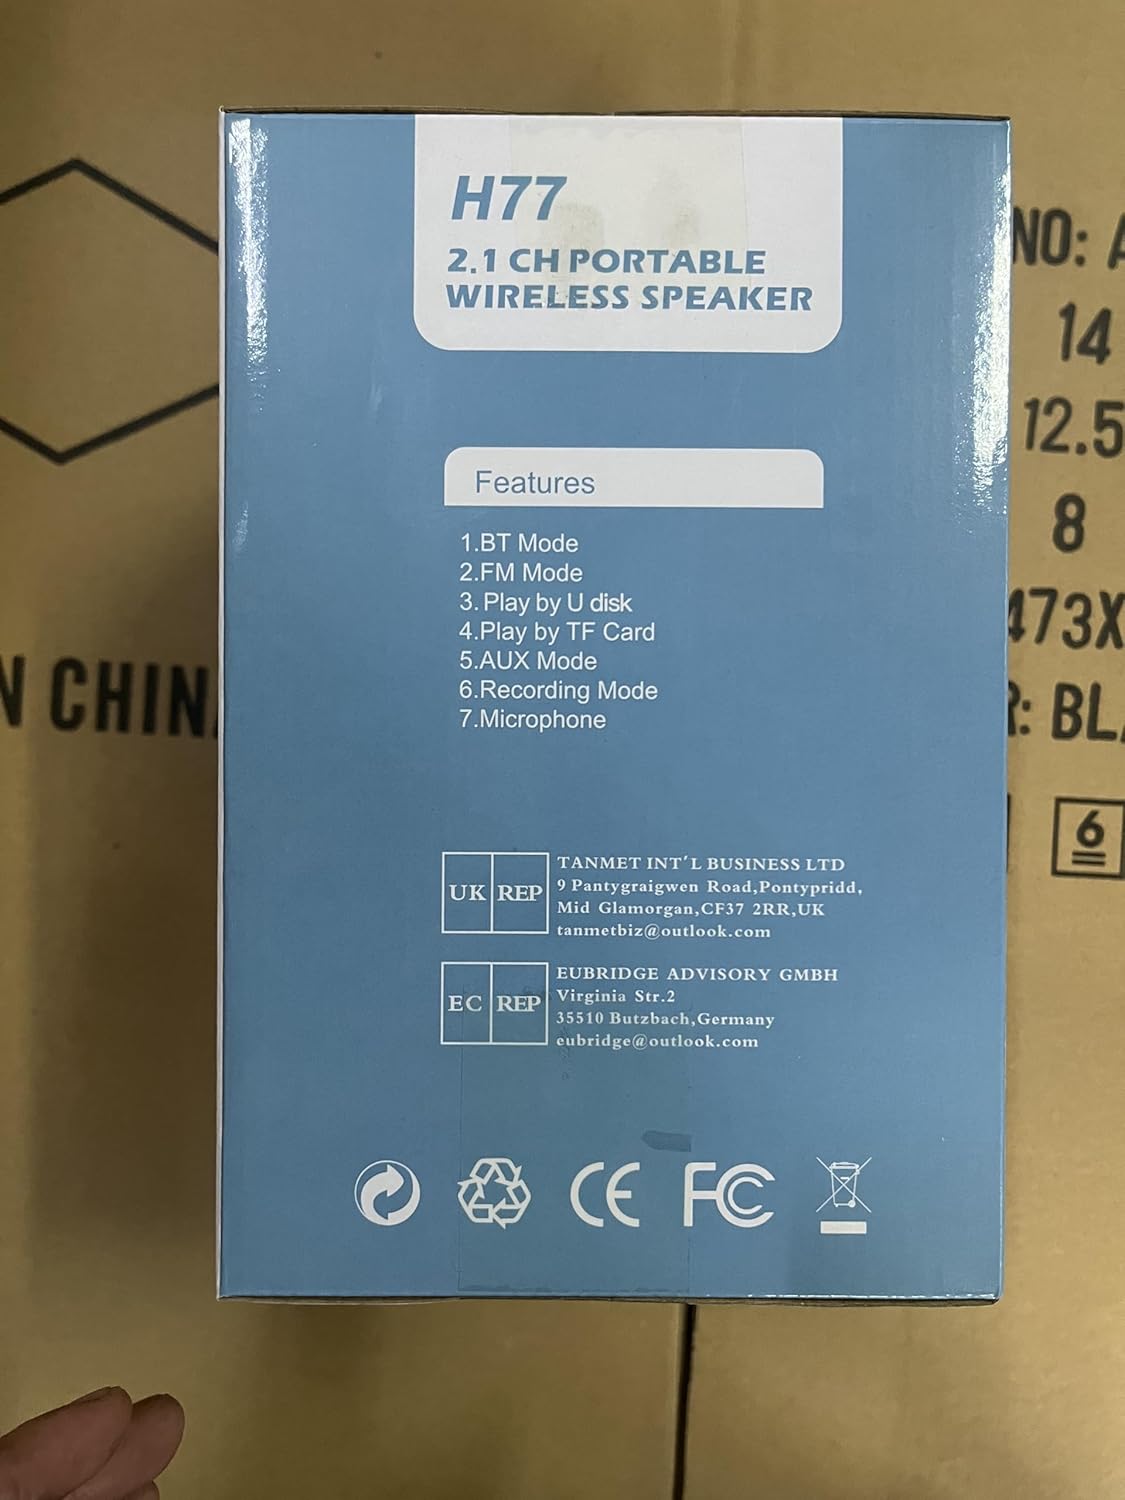 H77
2.1 CH PORTABLE
WIRELESS SPEAKER
Features
1.BT Mode
2.FM Mode
3. Play by U disk
4.Play by TF Card
5.AUX Mode
6.Recording Mode
7.Microphone
UK REP
TANMET INT'L BUSINESS LTD
9 Pantygraigwen Road,Pontypridd,
Mid Glamorgan,CF37 2RR,UK
tanmetbiz@outlook.com
EC REP
EUBRIDGE ADVISORY GMBH
Virginia Str.2
35510 Butzbach,Germany
eubridge@outlook.com
CE FC
N CHIN
NO: A
14
12.5
8
473X
R: BLA
6